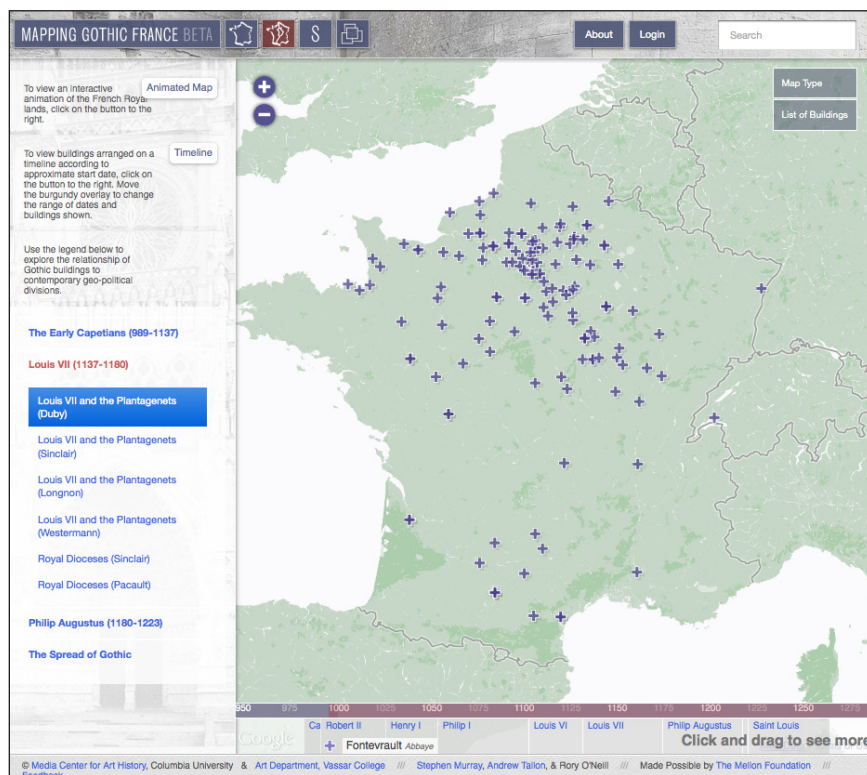 MAPPING GOTHIC FRANCE BETA
S
About
Login
Search
To view an interactive
animation of the French Royal
lands, click on the button to the
right.
Animated Map
To view buildings arranged on a
timeline according to
approximate start date, click on
the button to the right. Move
the burgundy overlay to change
the range of dates and
buildings shown.
Timeline
Use the legend below to
explore the relationship of
Gothic buildings to
contemporary geo-political
divisions.
The Early Capetians (989-1137)
Louis VII (1137-1180)
Louis VII and the Plantagenets
(Duby)
Louis VII and the Plantagenets
(Sinclair)
Louis VII and the Plantagenets
(Longnon)
Louis VII and the Plantagenets
(Westermann)
Royal Dioceses (Sinclair)
Royal Dioceses (Pacault)
Philip Augustus (1180-1223)
The Spread of Gothic
Map Type
List of Buildings
950 975 1000 1025 1050 1075 1100 1125 1150 1175 1200 1225 1250 1275
Ca Robert II Henry I Philip I Louis VI Louis VII Philip Augustus Saint Louis
Google
Fontevrault Abbaye
Click and drag to see more
© Media Center for Art History, Columbia University & Art Department, Vassar College /// Stephen Murray, Andrew Tallon, & Rory O'Neill /// Made Possible by The Mellon Foundation ///
Feedback